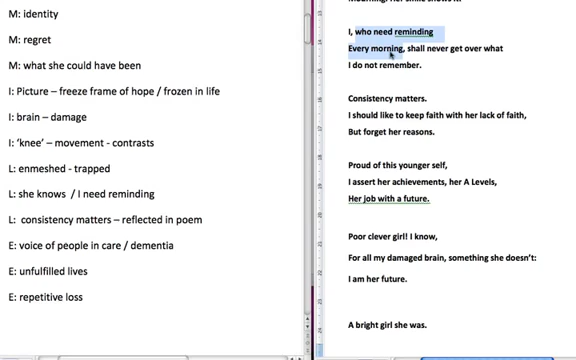 M: identity
M: regret
M: what she could have been
I: Picture – freeze frame of hope / frozen in life
I: brain – damage
I: ‘knee’ – movement - contrasts
L: enmeshed - trapped
L: she knows / I need reminding
L: consistency matters – reflected in poem
E: voice of people in care / dementia
E: unfulfilled lives
E: repetitive loss
I, who need reminding
Every morning, shall never get over what
I do not remember.
Consistency matters.
I should like to keep faith with her lack of faith,
But forget her reasons.
Proud of this younger self,
I assert her achievements, her A Levels,
Her job with a future.
Poor clever girl! I know,
For all my damaged brain, something she doesn't:
I am her future.
A bright girl she was.